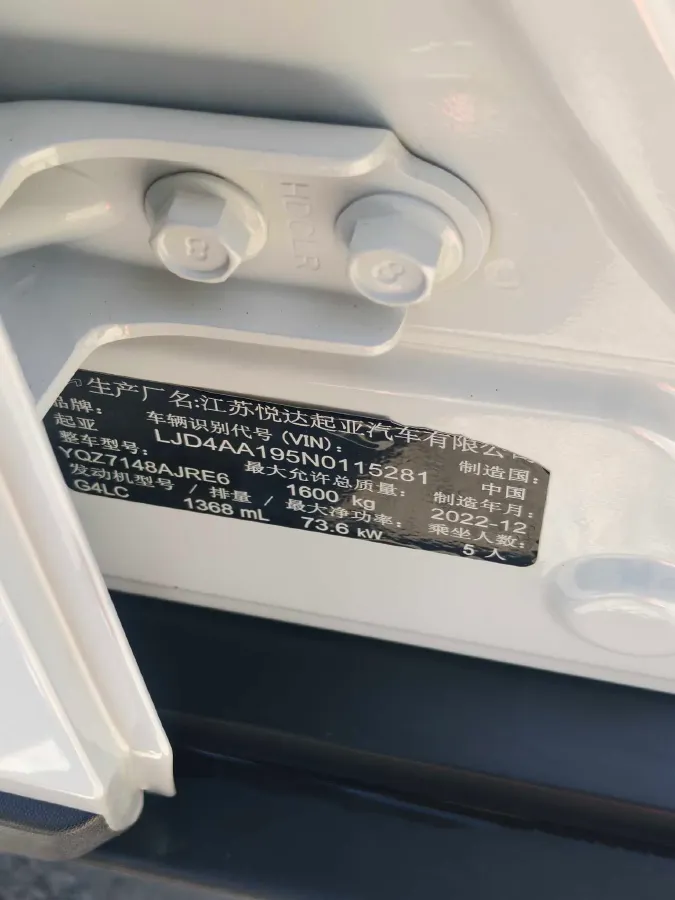 HDCLR
8
8
生产厂名:江苏悦达起亚汽车有限公
品牌: 车辆识别代号(VIN): 制造国:
起亚 LJD4AA195N0115281 中国
整车型号: 最大允许总质量: 制造年月:
YQZ7148AJRE6 1600 kg 2022-12
发动机型号 / 排量 / 最大净功率: 乘坐人数:
G4LC 1368 mL 73.6 kW 5 人